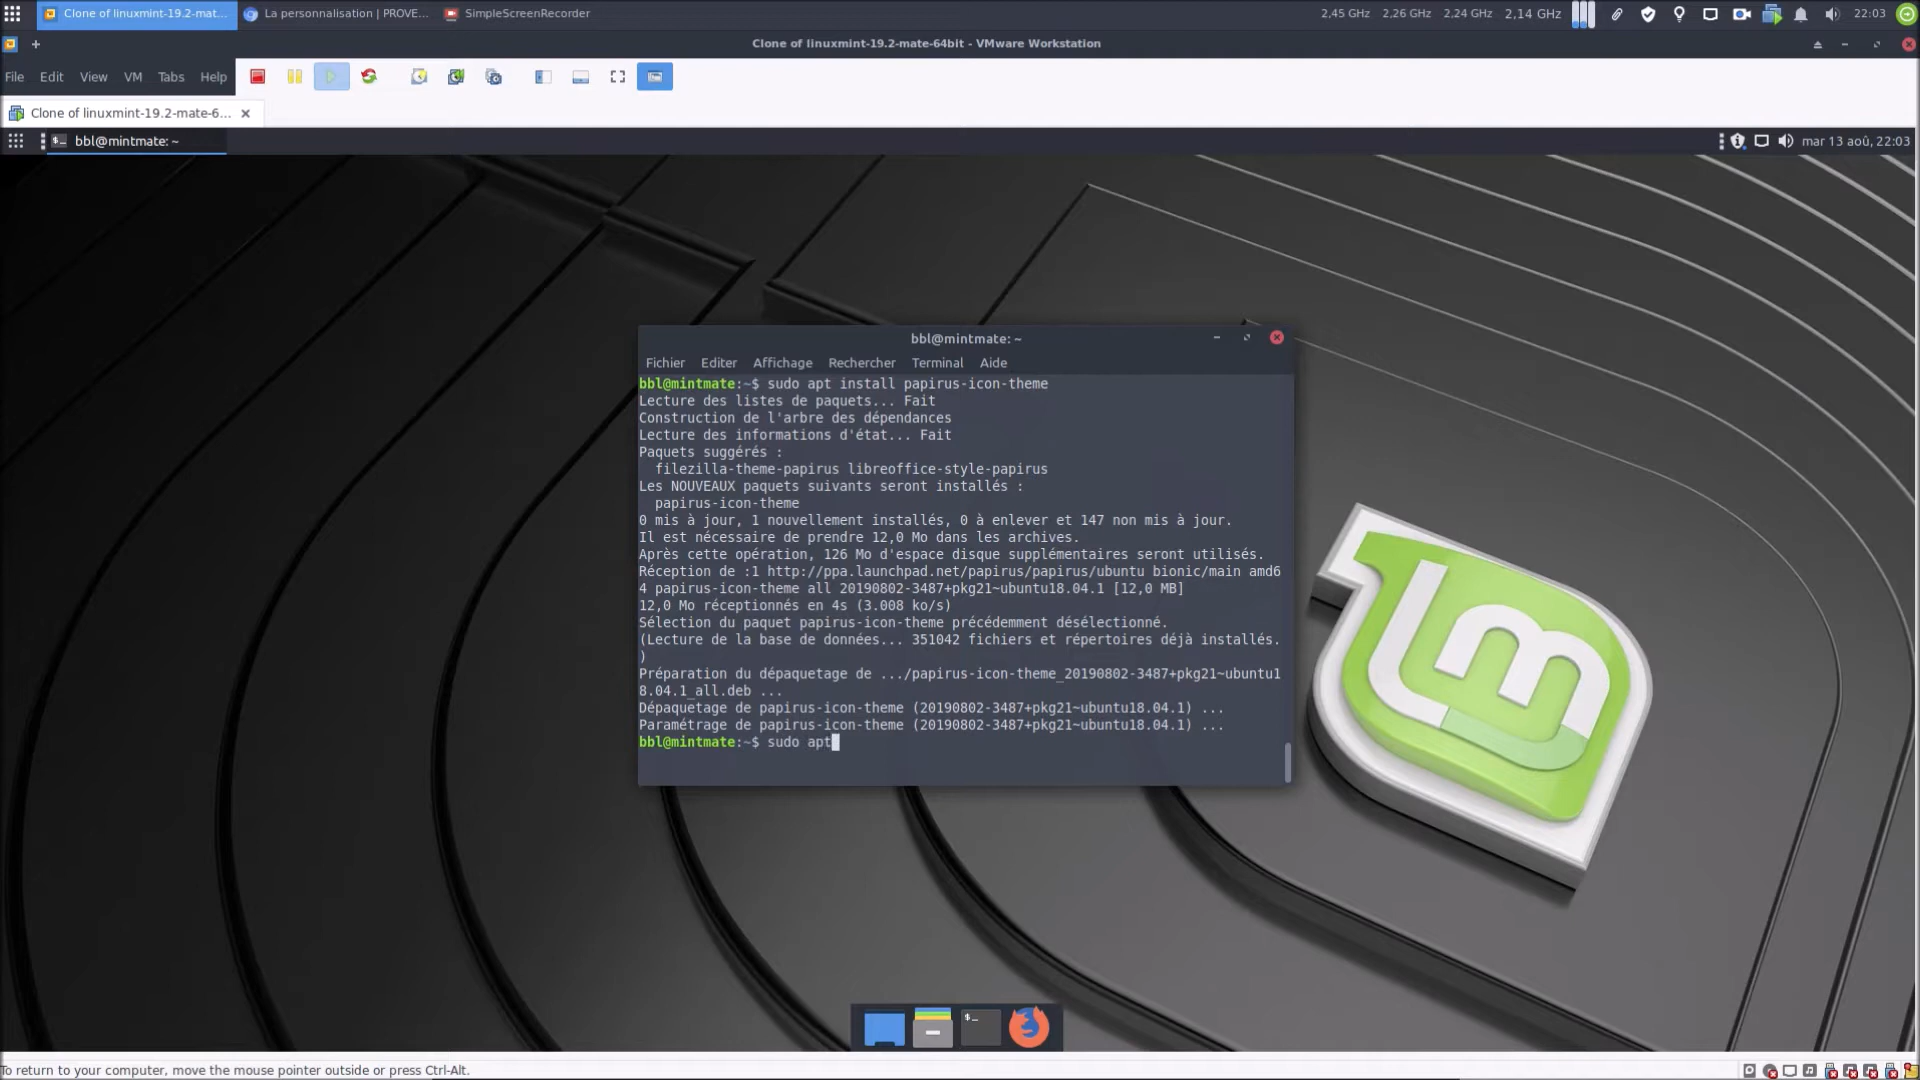 Clone of linuxmint-19.2-mat... La personnalisation | PROVE... SimpleScreenRecorder 2,45 GHz 2,26 GHz 2,24 GHz 2,14 GHz 22:03
Clone of linuxmint-19.2-mate-64bit - VMware Workstation
File Edit View VM Tabs Help
Clone of linuxmint-19.2-mate-6...
bbl@mintmate: ~ mar 13 aoû, 22:03
bbl@mintmate: ~
Fichier Editer Affichage Rechercher Terminal Aide
bbl@mintmate:~$ sudo apt install papirus-icon-theme
Lecture des listes de paquets... Fait
Construction de l'arbre des dépendances
Lecture des informations d'état... Fait
Paquets suggérés :
filezilla-theme-papirus libreoffice-style-papirus
Les NOUVEAUX paquets suivants seront installés :
papirus-icon-theme
0 mis à jour, 1 nouvellement installés, 0 à enlever et 147 non mis à jour.
Il est nécessaire de prendre 12,0 Mo dans les archives.
Après cette opération, 126 Mo d'espace disque supplémentaires seront utilisés.
Réception de :1 http://ppa.launchpad.net/papirus/papirus/ubuntu bionic/main amd6
4 papirus-icon-theme all 20190802-3487+pkg21~ubuntu18.04.1 [12,0 MB]
12,0 Mo réceptionnés en 4s (3.008 ko/s)
Sélection du paquet papirus-icon-theme précédemment désélectionné.
(Lecture de la base de données... 351042 fichiers et répertoires déjà installés.
)
Préparation du dépaquetage de .../papirus-icon-theme_20190802-3487+pkg21~ubuntu1
8.04.1_all.deb ...
Dépaquetage de papirus-icon-theme (20190802-3487+pkg21~ubuntu18.04.1) ...
Paramétrage de papirus-icon-theme (20190802-3487+pkg21~ubuntu18.04.1) ...
bbl@mintmate:~$ sudo apt
To return to your computer, move the mouse pointer outside or press Ctrl-Alt.